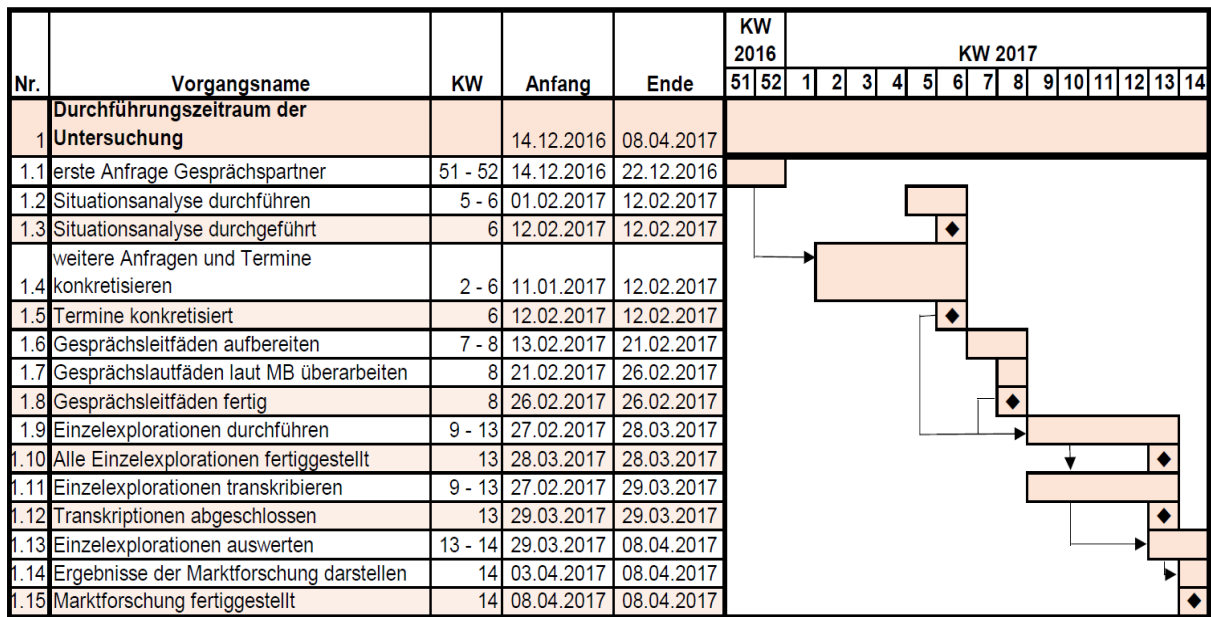 KW
2016 KW 2017
Nr. Vorgangsname KW Anfang Ende 51 52 1 2 3 4 5 6 7 8 9 10 11 12 13 14
Durchführungszeitraum der
1 Untersuchung 14.12.2016 08.04.2017
1.1 erste Anfrage Gesprächspartner 51 - 52 14.12.2016 22.12.2016
1.2 Situationsanalyse durchführen 5 - 6 01.02.2017 12.02.2017
1.3 Situationsanalyse durchgeführt 6 12.02.2017 12.02.2017
weitere Anfragen und Termine
1.4 konkretisieren 2 - 6 11.01.2017 12.02.2017
1.5 Termine konkretisiert 6 12.02.2017 12.02.2017
1.6 Gesprächsleitfäden aufbereiten 7 - 8 13.02.2017 21.02.2017
1.7 Gesprächslautfäden laut MB überarbeiten 8 21.02.2017 26.02.2017
1.8 Gesprächsleitfäden fertig 8 26.02.2017 26.02.2017
1.9 Einzelexplorationen durchführen 9 - 13 27.02.2017 28.03.2017
1.10 Alle Einzelexplorationen fertiggestellt 13 28.03.2017 28.03.2017
1.11 Einzelexplorationen transkribieren 9 - 13 27.02.2017 29.03.2017
1.12 Transkriptionen abgeschlossen 13 29.03.2017 29.03.2017
1.13 Einzelexplorationen auswerten 13 - 14 29.03.2017 08.04.2017
1.14 Ergebnisse der Marktforschung darstellen 14 03.04.2017 08.04.2017
1.15 Marktforschung fertiggestellt 14 08.04.2017 08.04.2017